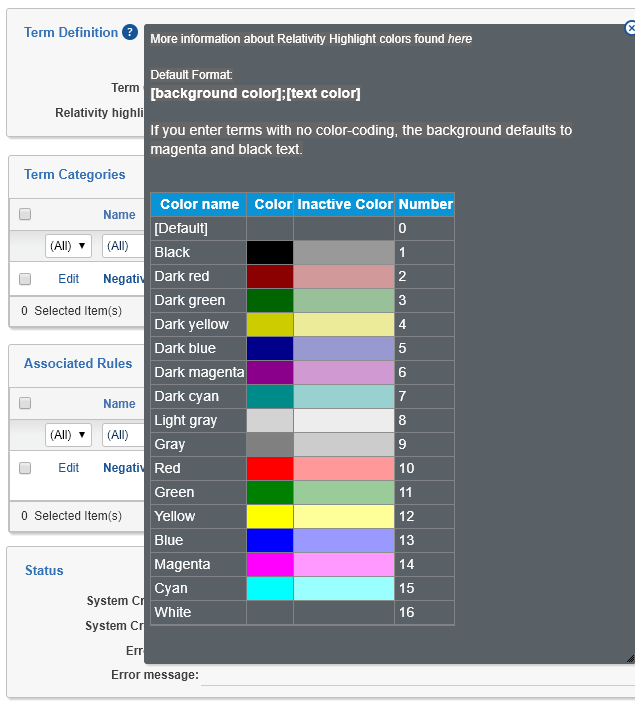 Term Definition ?
More information about Relativity Highlight colors found here
Default Format:
Term
[background color];[text color]
Relativity highli
If you enter terms with no color-coding, the background defaults to
magenta and black text.
Term Categories
Name
(All) ▼ (All)
Edit Negativ
0 Selected Item(s)
Associated Rules
Name
(All) ▼ (All)
Edit Negativ
0 Selected Item(s)
Status
System Cr
System Cr
Err
Error message:
Color name Color Inactive Color Number
[Default] 0
Black 1
Dark red 2
Dark green 3
Dark yellow 4
Dark blue 5
Dark magenta 6
Dark cyan 7
Light gray 8
Gray 9
Red 10
Green 11
Yellow 12
Blue 13
Magenta 14
Cyan 15
White 16